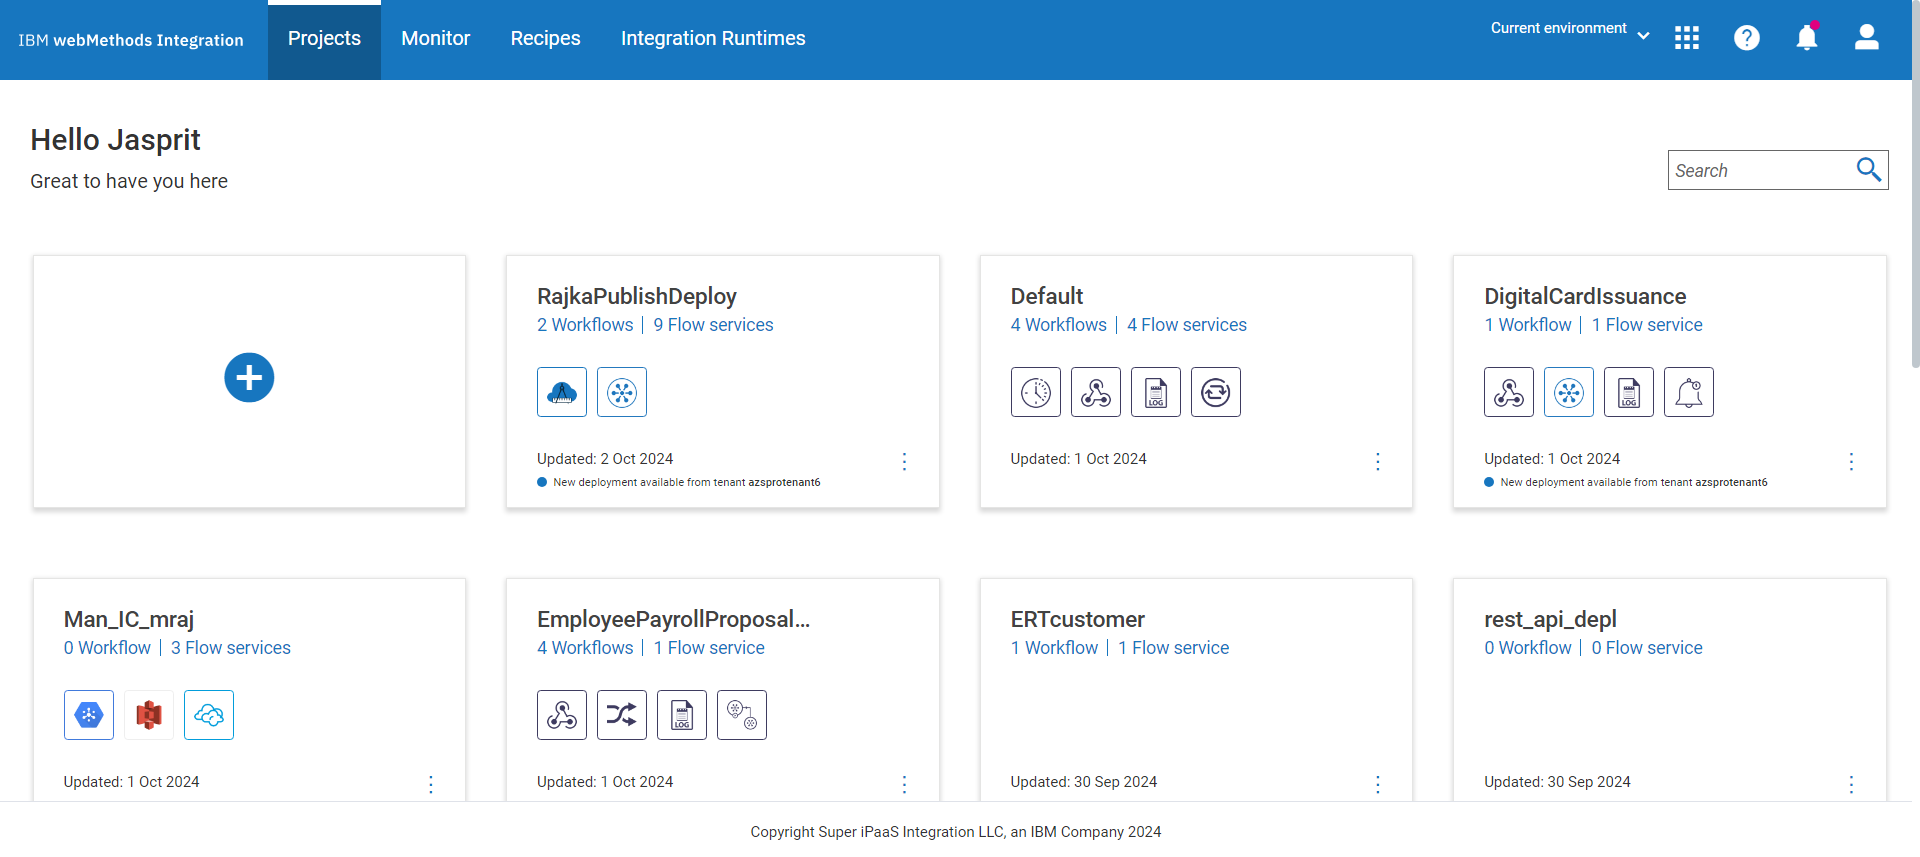 IBM webMethods Integration
Projects
Monitor
Recipes
Integration Runtimes
Current environment
?
Hello Jasprit
Great to have you here
Search
RajkaPublishDeploy
2 Workflows | 9 Flow services
Updated: 2 Oct 2024
New deployment available from tenant azsprotenant6
Default
4 Workflows | 4 Flow services
LOG
Updated: 1 Oct 2024
DigitalCardIssuance
1 Workflow | 1 Flow service
LOG
Updated: 1 Oct 2024
New deployment available from tenant azsprotenant6
Man_IC_mraj
0 Workflow | 3 Flow services
Updated: 1 Oct 2024
EmployeePayrollProposal...
4 Workflows | 1 Flow service
LOG
Updated: 1 Oct 2024
ERTcustomer
1 Workflow | 1 Flow service
Updated: 30 Sep 2024
rest_api_depl
0 Workflow | 0 Flow service
Updated: 30 Sep 2024
Copyright Super iPaaS Integration LLC, an IBM Company 2024